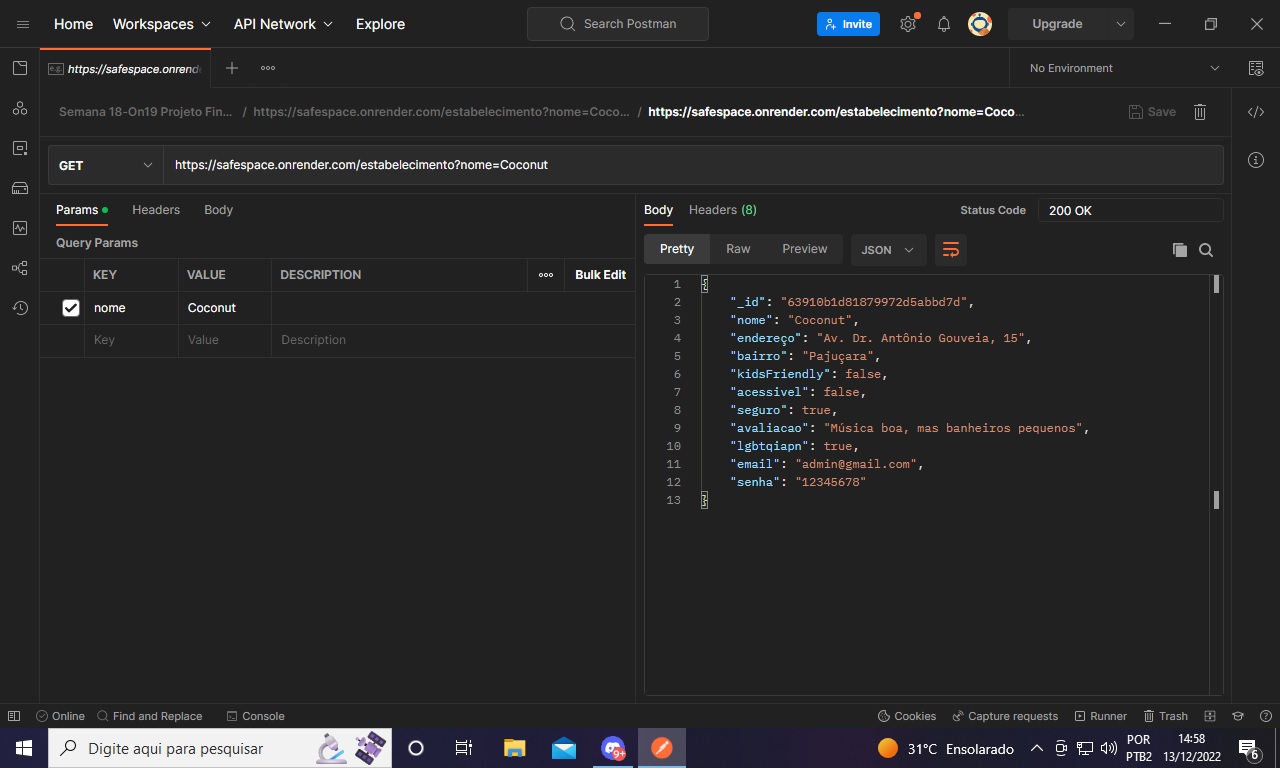 Home Workspaces API Network Explore Search Postman Invite Upgrade
https://safespace.onrende No Environment
Semana 18-On19 Projeto Fin... / https://safespace.onrender.com/estabelecimento?nome=Coco... / https://safespace.onrender.com/estabelecimento?nome=Coco... Save
GET https://safespace.onrender.com/estabelecimento?nome=Coconut
Params Headers Body
Query Params
KEY VALUE DESCRIPTION Bulk Edit
nome Coconut
Key Value Description
Body Headers (8) Status Code 200 OK
Pretty Raw Preview JSON
1 {
2 "_id": "63910b1d81879972d5abbd7d",
3 "nome": "Coconut",
4 "endereço": "Av. Dr. Antônio Gouveia, 15",
5 "bairro": "Pajuçara",
6 "kidsFriendly": false,
7 "acessivel": false,
8 "seguro": true,
9 "avaliacao": "Música boa, mas banheiros pequenos",
10 "lgbtqiapn": true,
11 "email": "admin@gmail.com",
12 "senha": "12345678"
13 }
Online Find and Replace Console Cookies Capture requests Runner Trash
Digite aqui para pesquisar 9+ 31°C Ensolarado POR 14:58
PTB2 13/12/2022 6